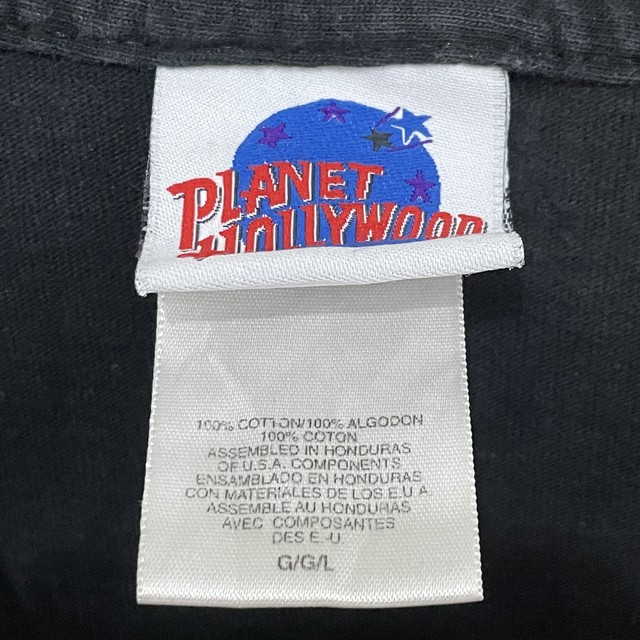 PLANET
HOLLYWOOD
100% COTTON/100% ALGODON
100% COTON
ASSEMBLED IN HONDURAS
OF U.S.A. COMPONENTS
ENSAMBLADO EN HONDURAS
CON MATERIALES DE LOS E.U.A
ASSEMBLE AU HONDURAS
AVEC COMPOSANTES
DES E.-U
G/G/L